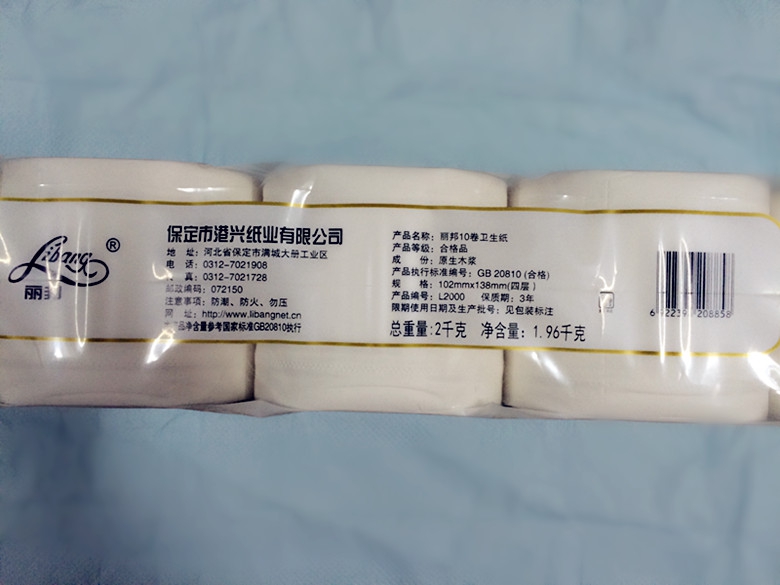 Libang®
丽邦
保定市港兴纸业有限公司
地 址：河北省保定市满城大册工业区
电 话：0312-7021908
传 真：0312-7021728
邮政编码：072150
注意事项：防潮、防火、勿压
网 址：http://www.libangnet.cn
产品净含量参考国家标准GB20810执行
产品名称：丽邦10卷卫生纸
产品等级：合格品
成 份：原生木浆
产品执行标准编号：GB 20810 (合格)
规 格：102mmx138mm(四层)
产品编号：L2000 保质期：3年
限期使用日期及生产批号：见包装标注
总重量:2千克 净含量：1.96千克
208858